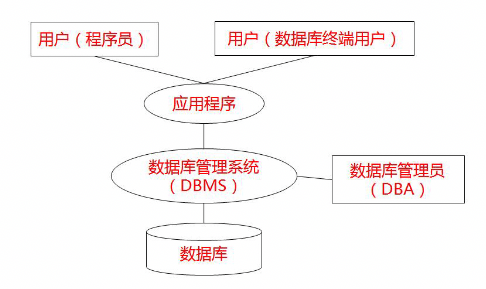 用户（程序员）
用户（数据库终端用户）
应用程序
数据库管理系统
（DBMS）
数据库管理员
（DBA）
数据库